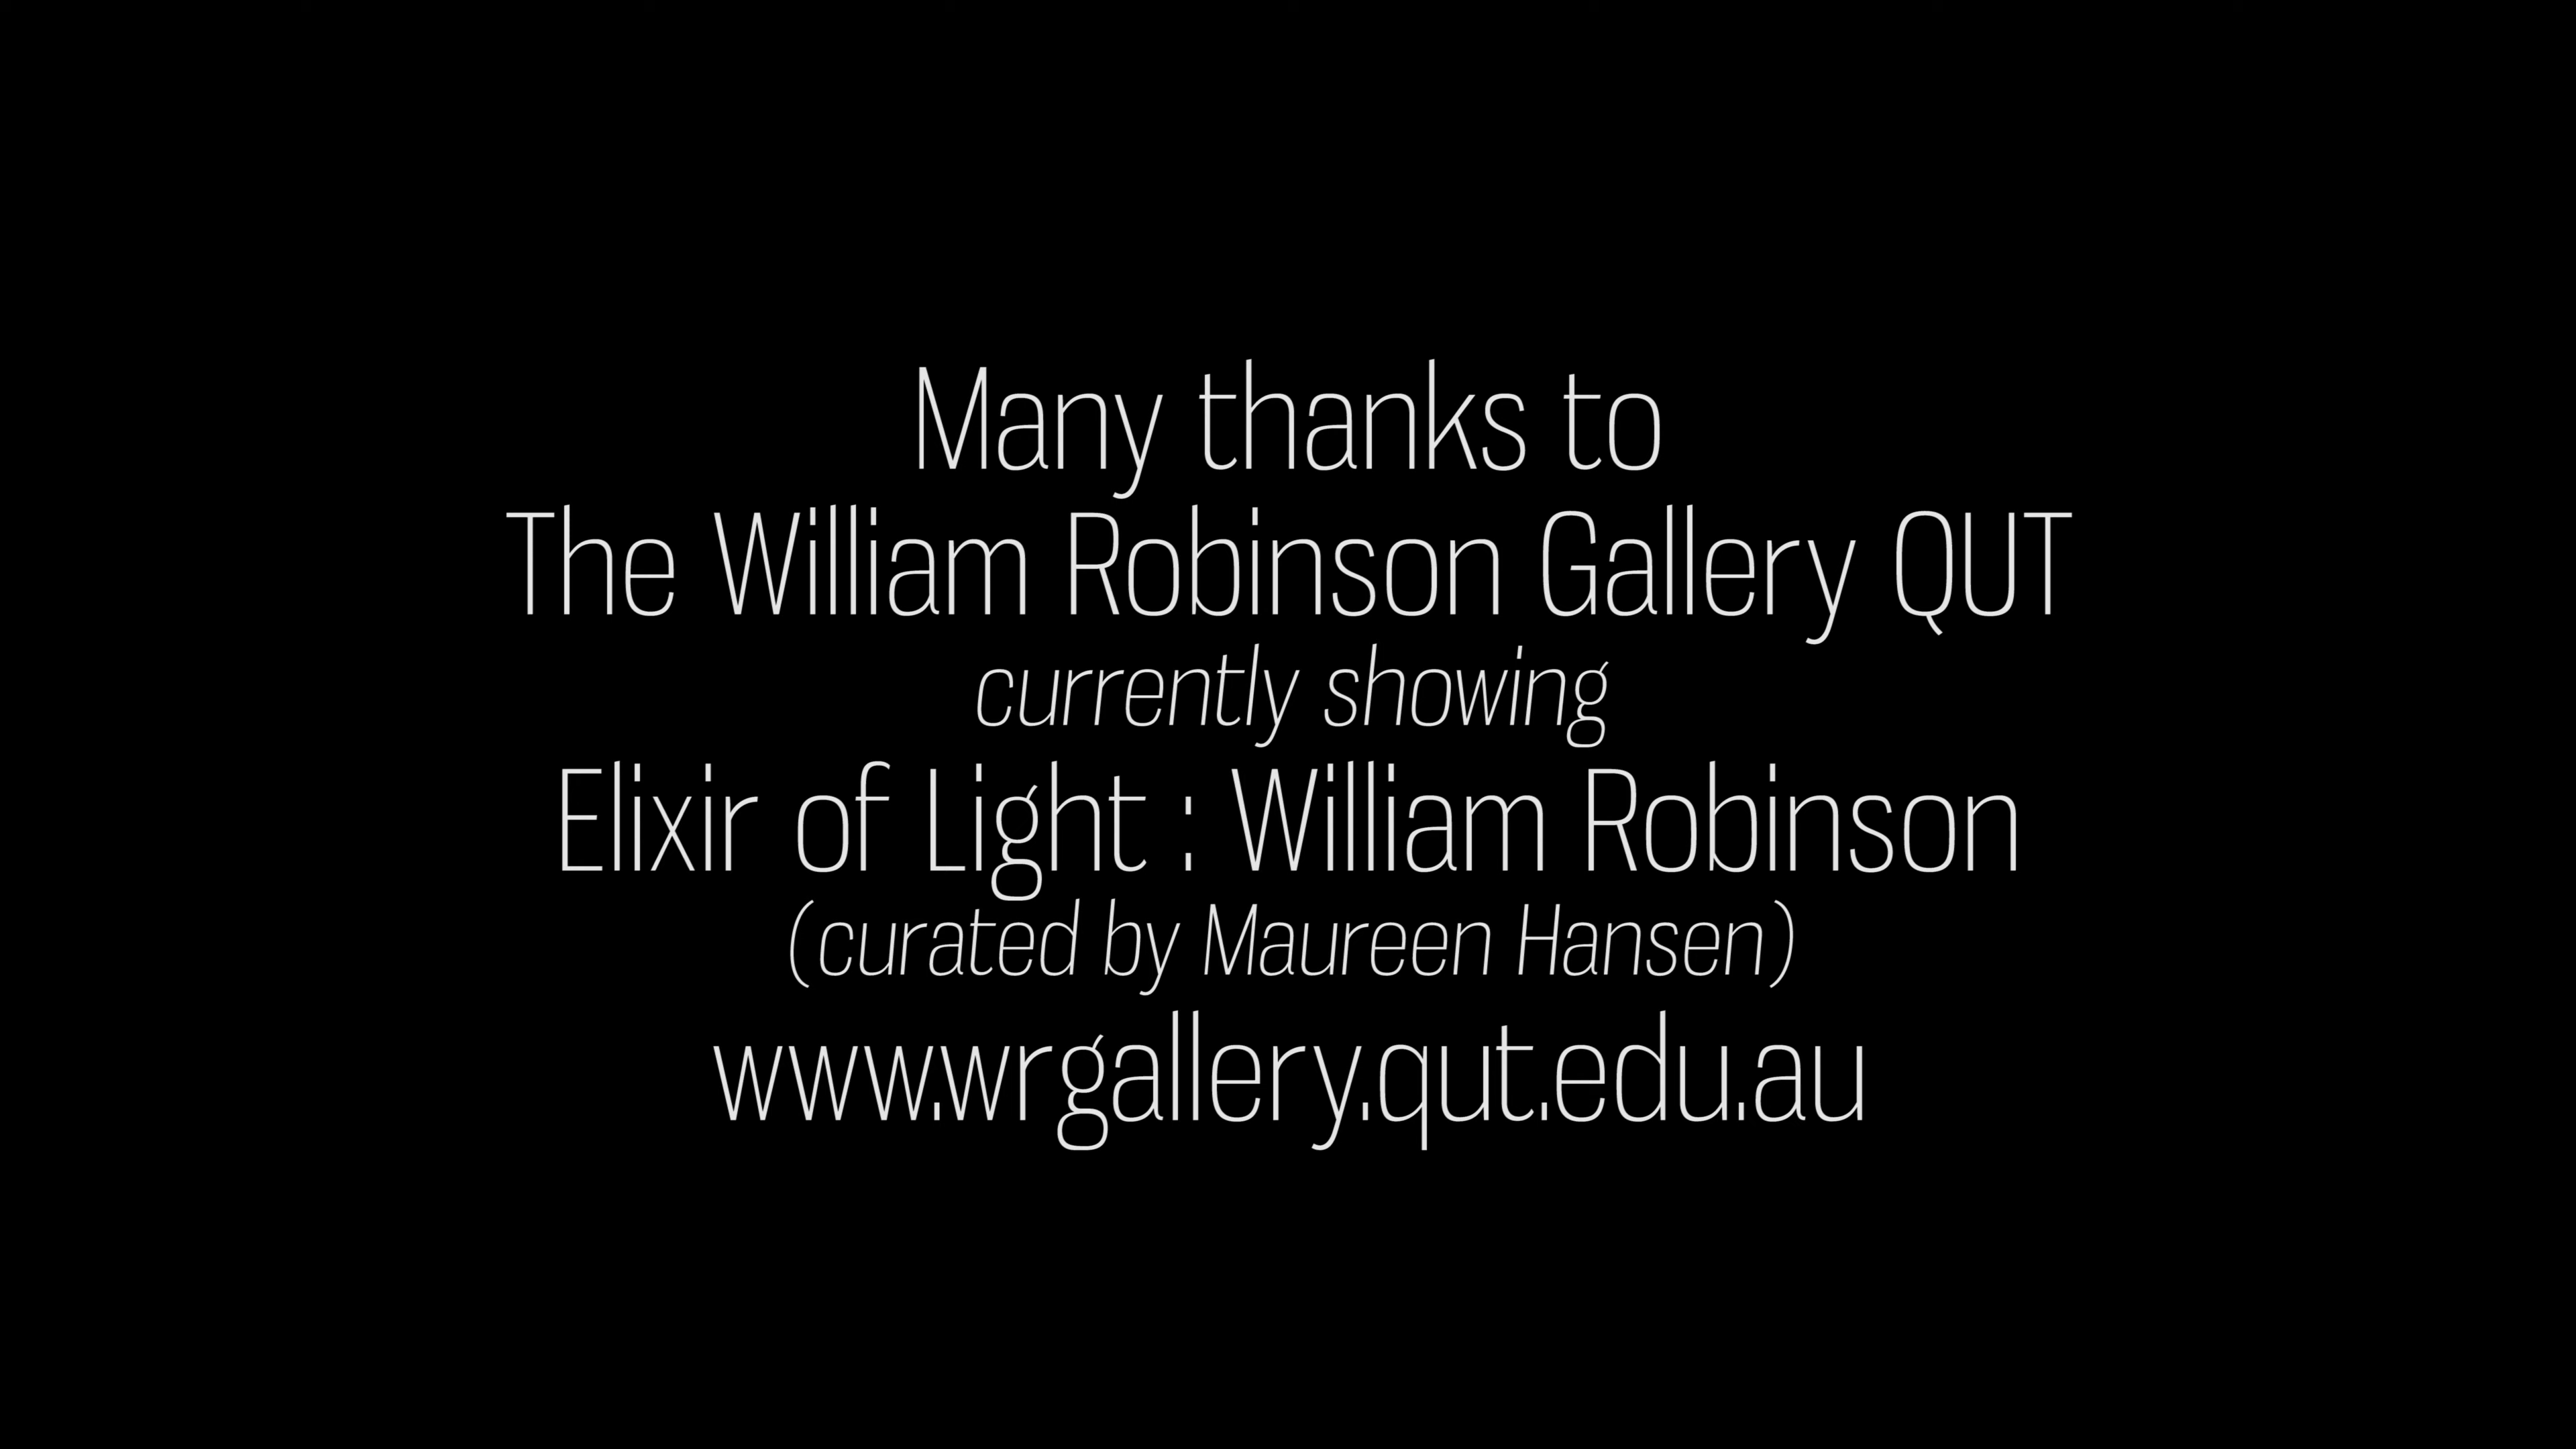 Many thanks to
The William Robinson Gallery QUT
currently showing
Elixir of Light : William Robinson
(curated by Maureen Hansen)
www.wrgallery.qut.edu.au